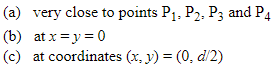 (a) very close to points P₁, P₂, P₃ and P₄
(b) at x = y = 0
(c) at coordinates (x, y) = (0, d/2)